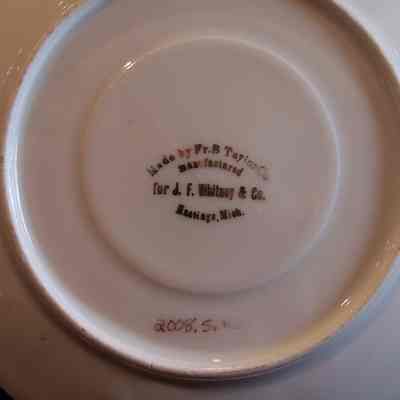 Made by Fr. B Taylor Co
Manufactured
for J. F. Whitney & Co.
Hastings, Mich.
2008.5.